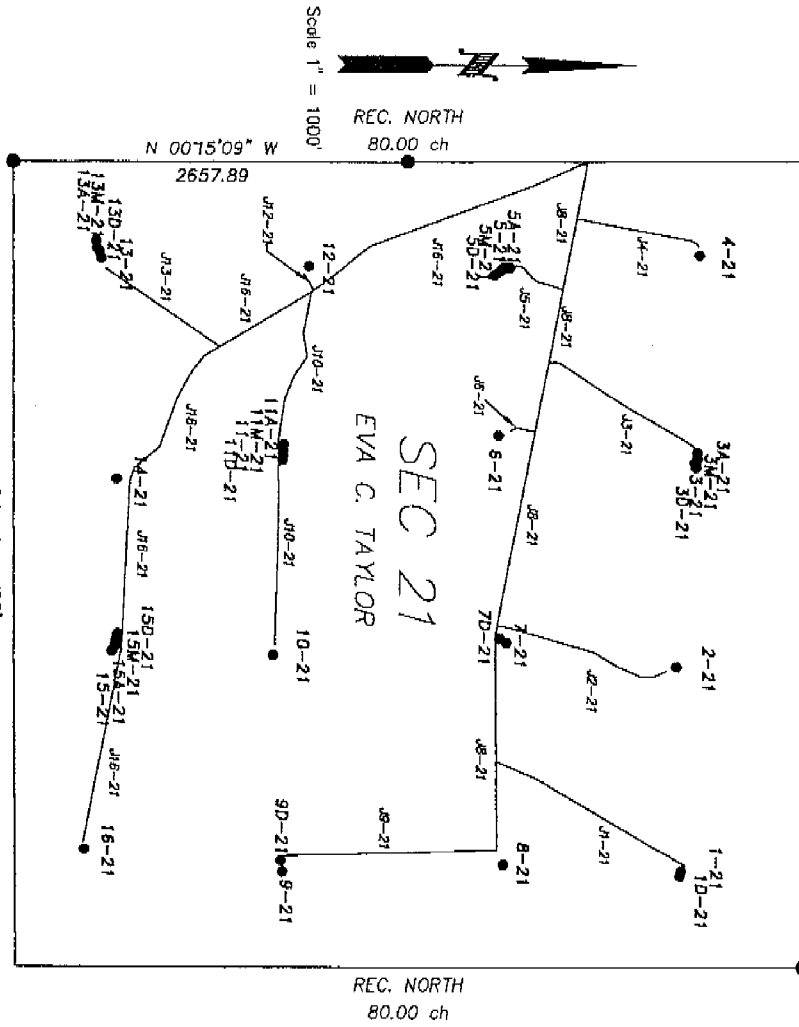 Scale 1" = 1000'
N
REC. NORTH
80.00 ch
N 00°15'09" W
2657.89
4-21
J4-21
J8-21
5A-21
5-21
5M-21
5D-21
J5-21
J8-21
J16-21
12-21
J12-21
13D-21
13M-21
13A-21
13-21
J13-21
J16-21
J10-21
J3-21
3A-21
3M-21
3-21
3D-21
J6-21
6-21
J8-21
SEC 21
EVA C. TAYLOR
11A-21
11M-21
11-21
11D-21
J16-21
14-21
J10-21
J16-21
10-21
7D-21
7-21
2-21
J2-21
15D-21
15M-21
15A-21
15-21
J8-21
J16-21
16-21
J9-21
9D-21
9-21
8-21
J1-21
1-21
1D-21
REC. NORTH
80.00 ch